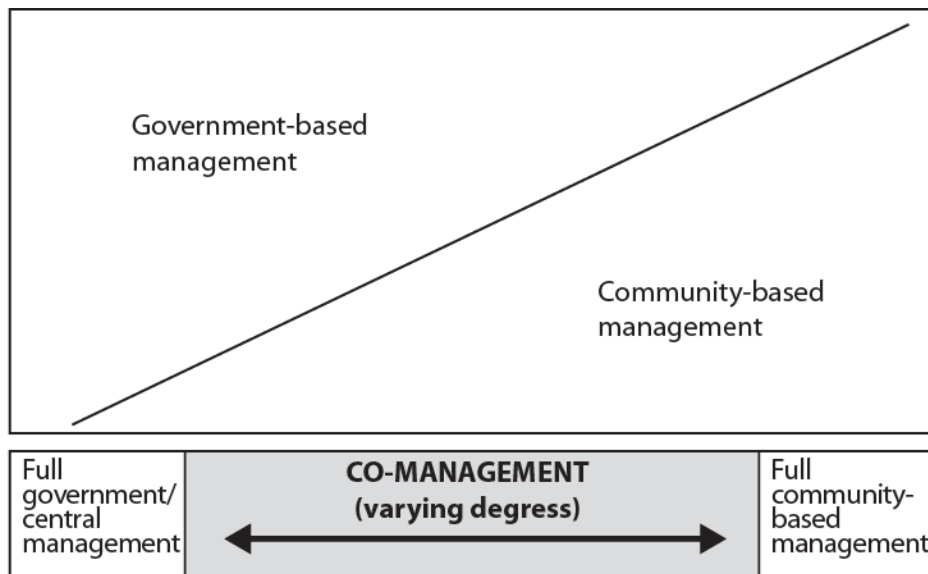 Government-based
management
Community-based
management
Full
government/
central
management
CO-MANAGEMENT
(varying degress)
Full
community-
based
management